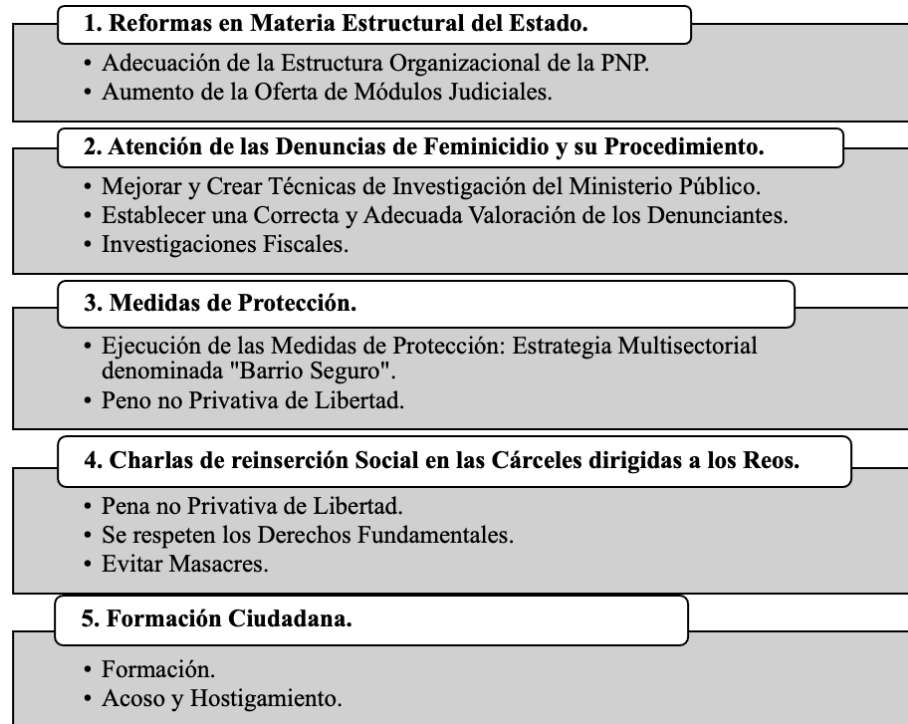 1. Reformas en Materia Estructural del Estado.
• Adecuación de la Estructura Organizacional de la PNP.
• Aumento de la Oferta de Módulos Judiciales.
2. Atención de las Denuncias de Feminicidio y su Procedimiento.
• Mejorar y Crear Técnicas de Investigación del Ministerio Público.
• Establecer una Correcta y Adecuada Valoración de los Denunciantes.
• Investigaciones Fiscales.
3. Medidas de Protección.
• Ejecución de las Medidas de Protección: Estrategia Multisectorial
denominada "Barrio Seguro".
• Peno no Privativa de Libertad.
4. Charlas de reinserción Social en las Cárceles dirigidas a los Reos.
• Pena no Privativa de Libertad.
• Se respeten los Derechos Fundamentales.
• Evitar Masacres.
5. Formación Ciudadana.
• Formación.
• Acoso y Hostigamiento.